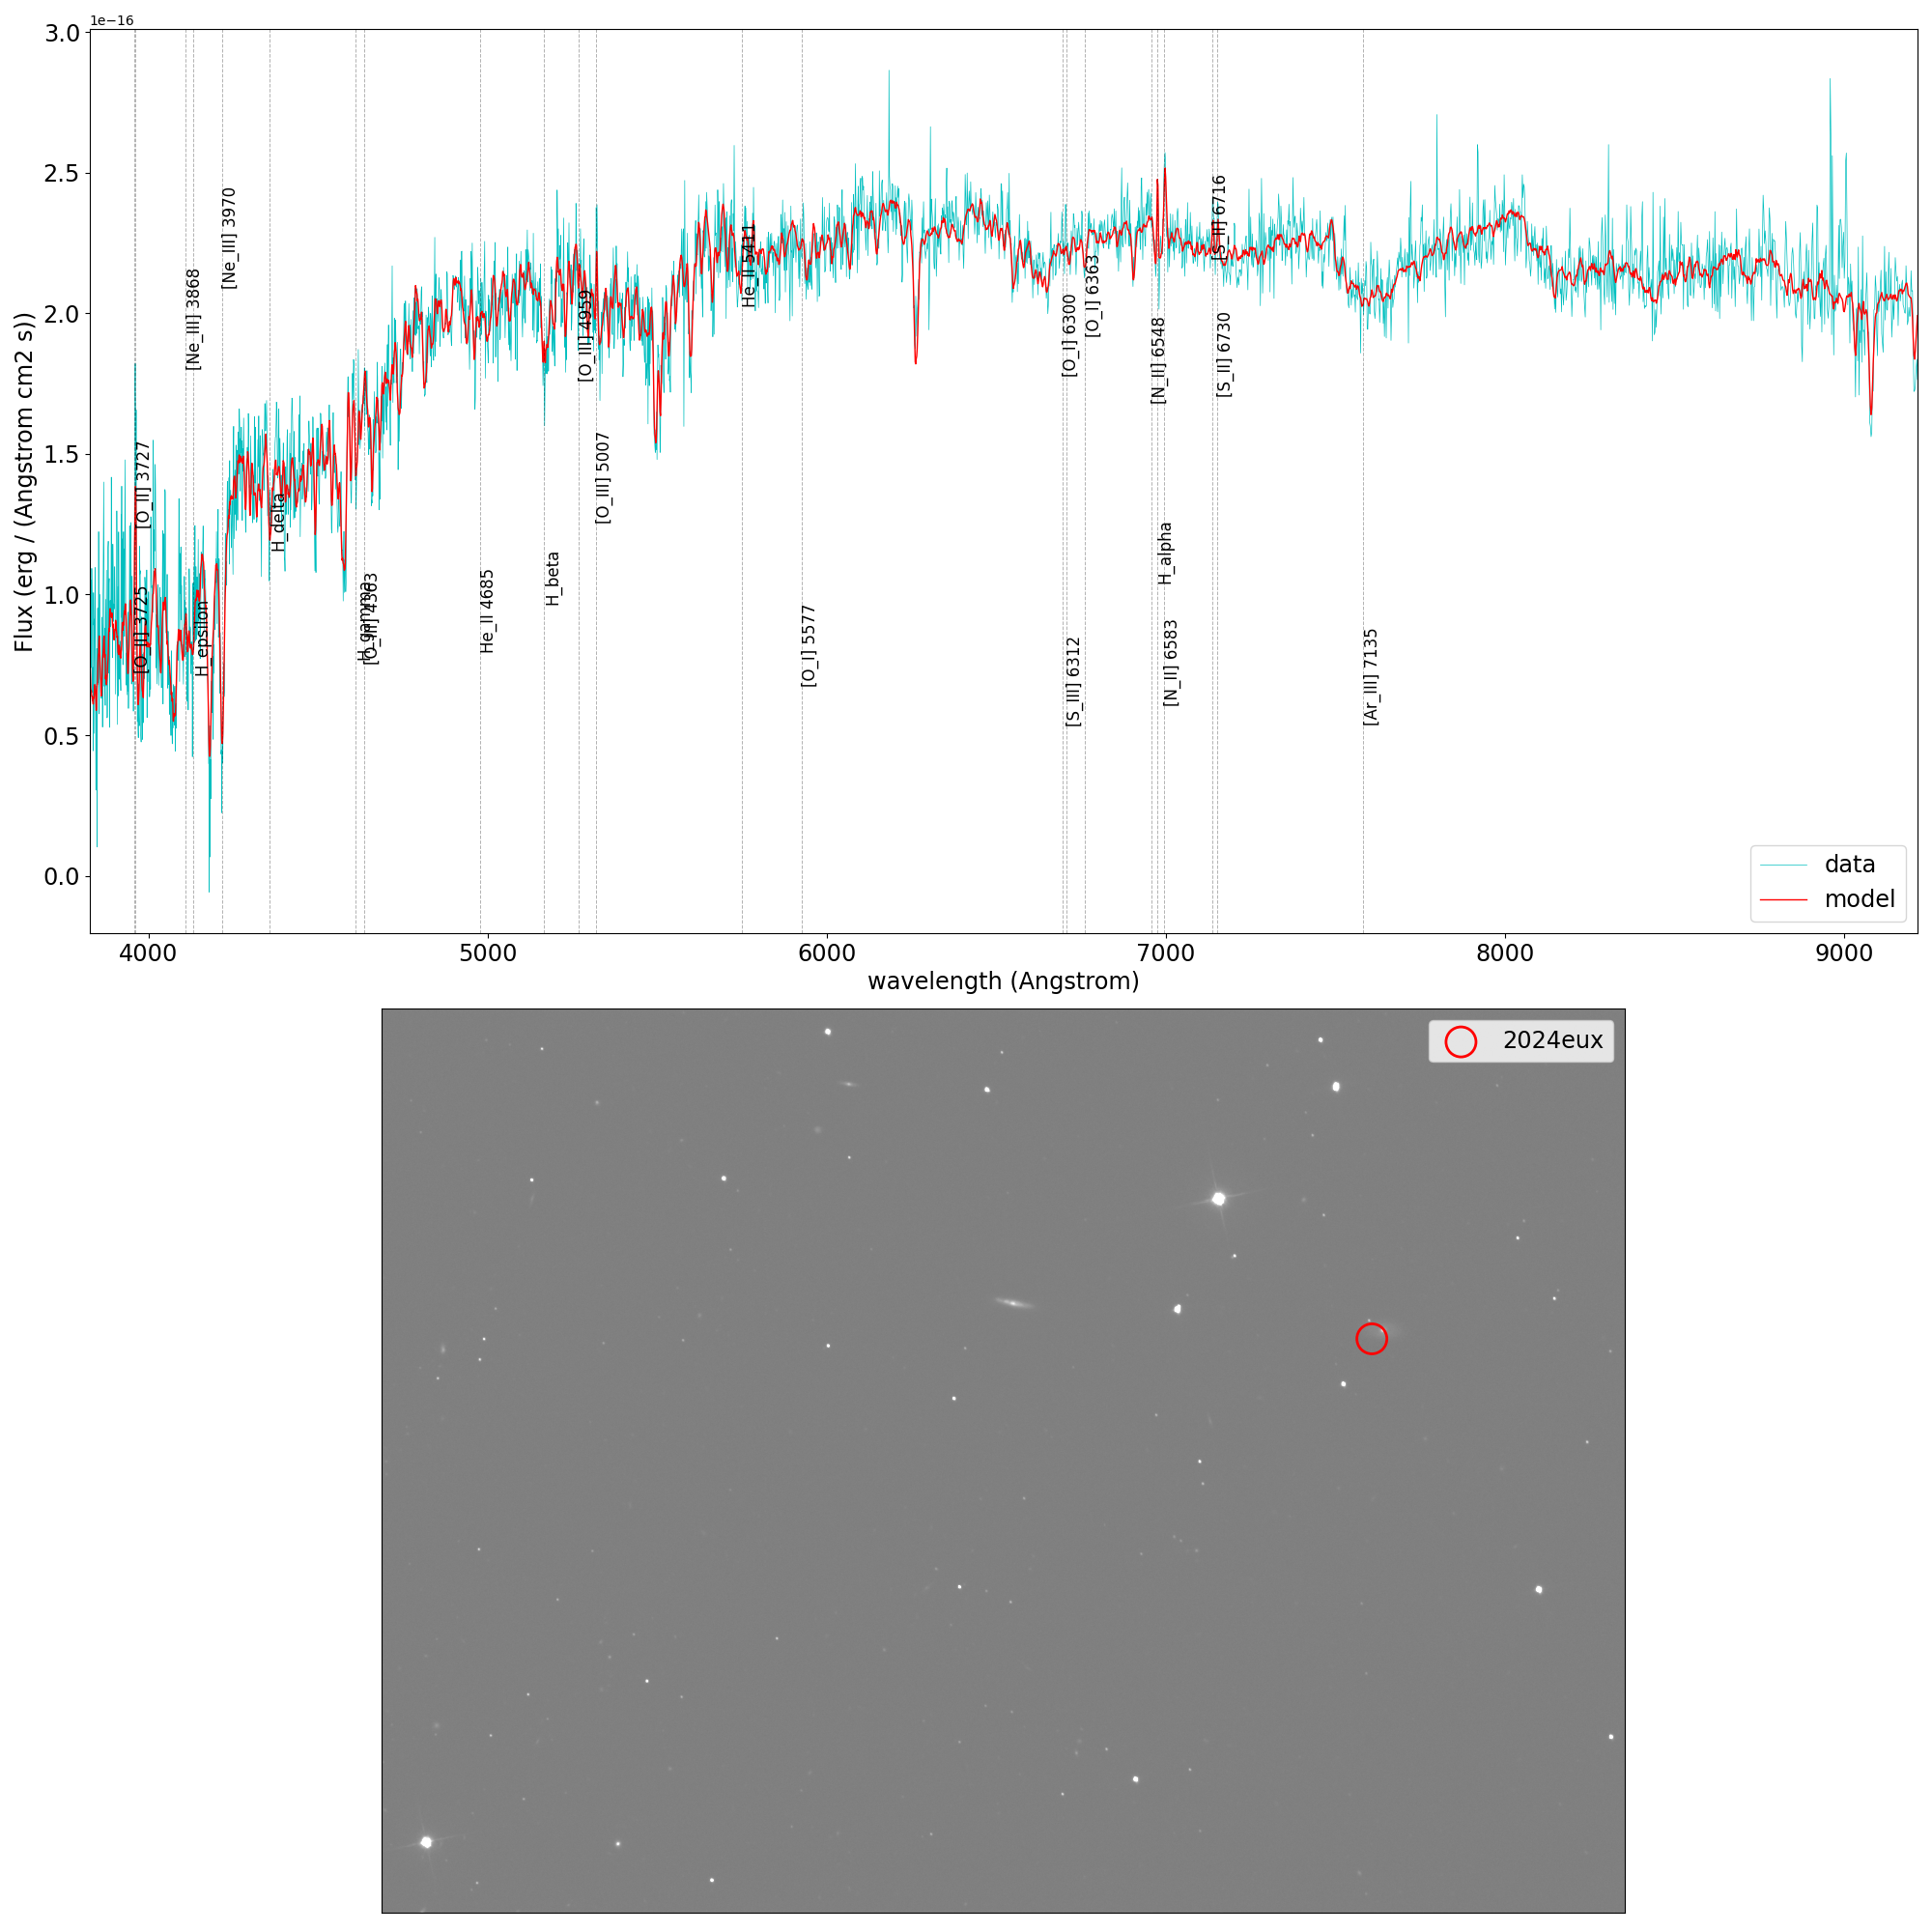 1e−16
3.0
2.5
2.0
1.5
1.0
0.5
0.0
Flux (erg / (Angstrom cm2 s))
[O_II] 3725
[O_II] 3727
[Ne_III] 3868
H_epsilon
[Ne_III] 3970
H_delta
H_gamma
[O_III] 4363
He_II 4685
H_beta
[O_III] 4959
[O_III] 5007
He_II 5411
[O_I] 5577
[O_I] 6300
[S_III] 6312
[O_I] 6363
[N_II] 6548
H_alpha
[N_II] 6583
[S_II] 6716
[S_II] 6730
[Ar_III] 7135
data
model
4000 5000 6000 7000 8000 9000
wavelength (Angstrom)
2024eux